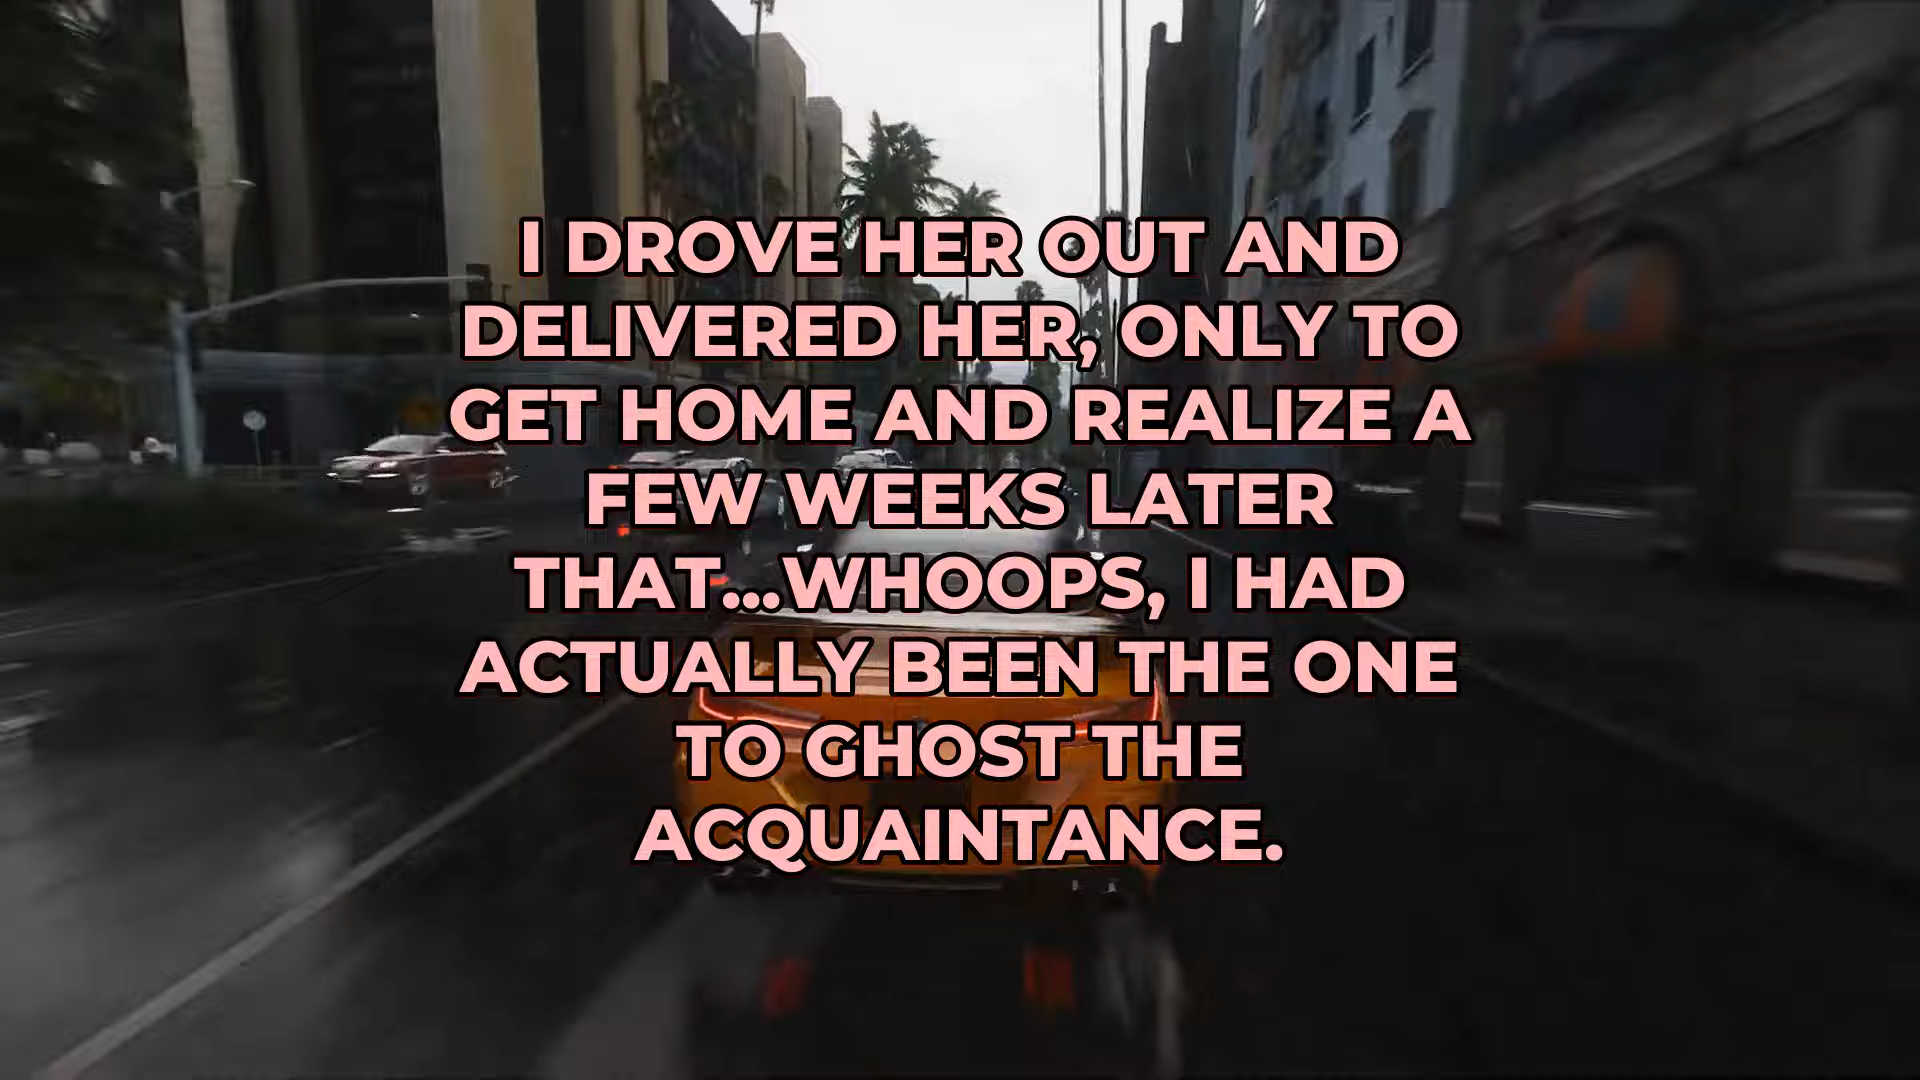 I DROVE HER OUT AND
DELIVERED HER, ONLY TO
GET HOME AND REALIZE A
FEW WEEKS LATER
THAT...WHOOPS, I HAD
ACTUALLY BEEN THE ONE
TO GHOST THE
ACQUAINTANCE.